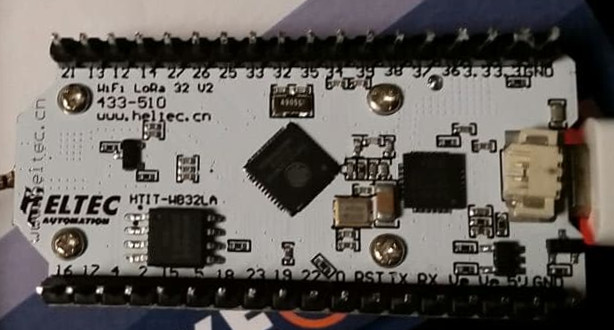 21 13 12 14 27 26 25 33 32 35 34 39 38 37 36 3.3 3.3 GND
WiFi LoRa 32 V2
433-510
www.heltec.cn
HELTEC
AUTOMATION
HTIT-WB32LA
16 17 4 2 15 5 18 23 19 22 0 RST TX RX Ve Ve 5V GND